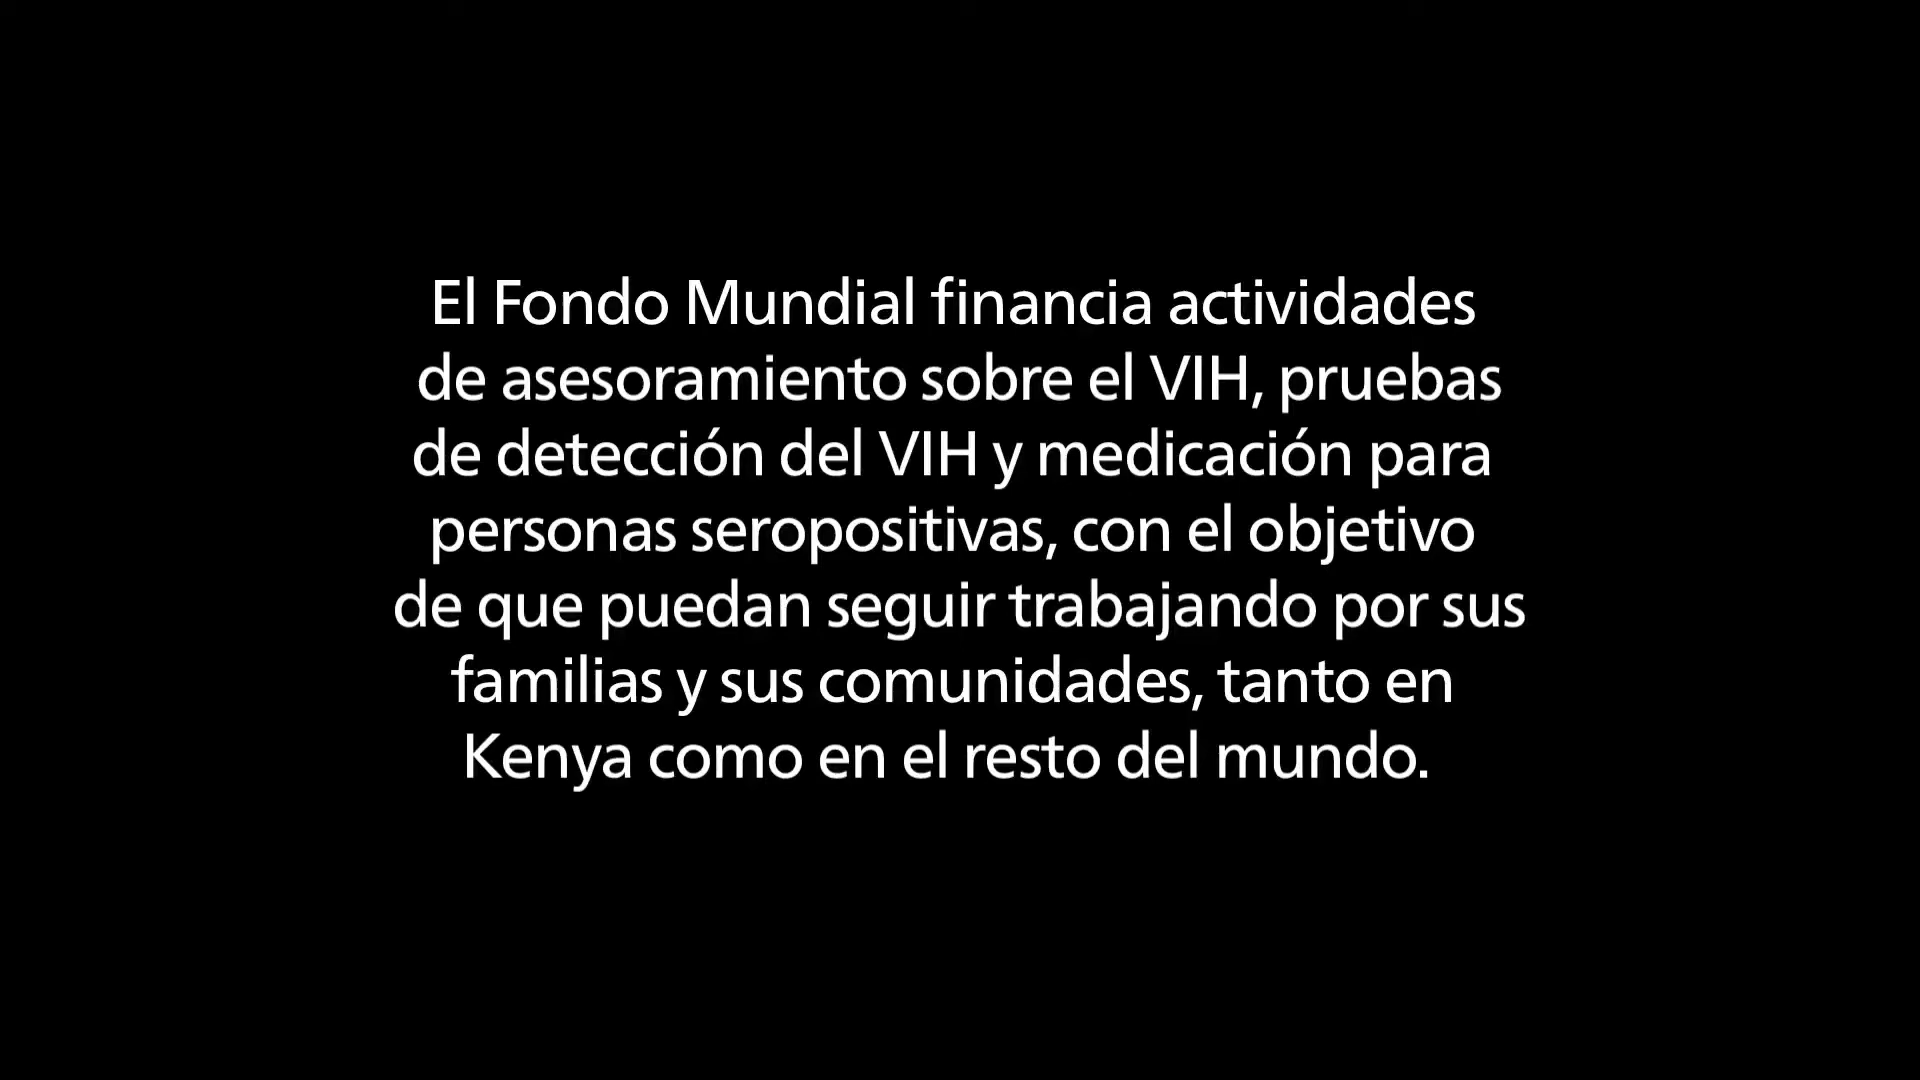 El Fondo Mundial financia actividades
de asesoramiento sobre el VIH, pruebas
de detección del VIH y medicación para
personas seropositivas, con el objetivo
de que puedan seguir trabajando por sus
familias y sus comunidades, tanto en
Kenya como en el resto del mundo.